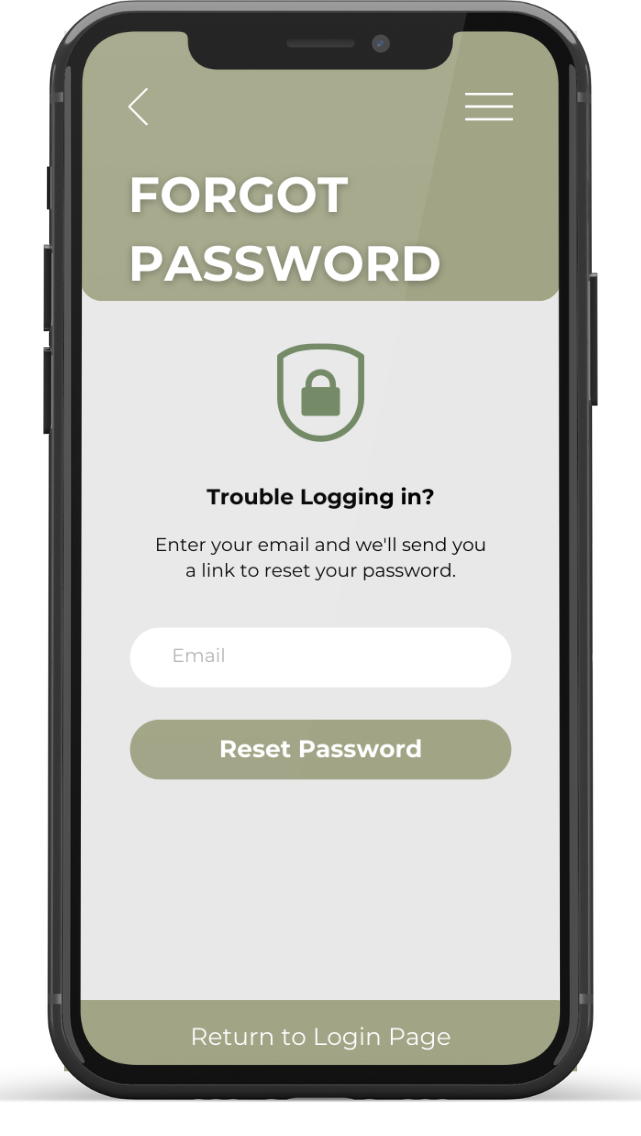 FORGOT
PASSWORD
Trouble Logging in?
Enter your email and we'll send you
a link to reset your password.
Email
Reset Password
Return to Login Page